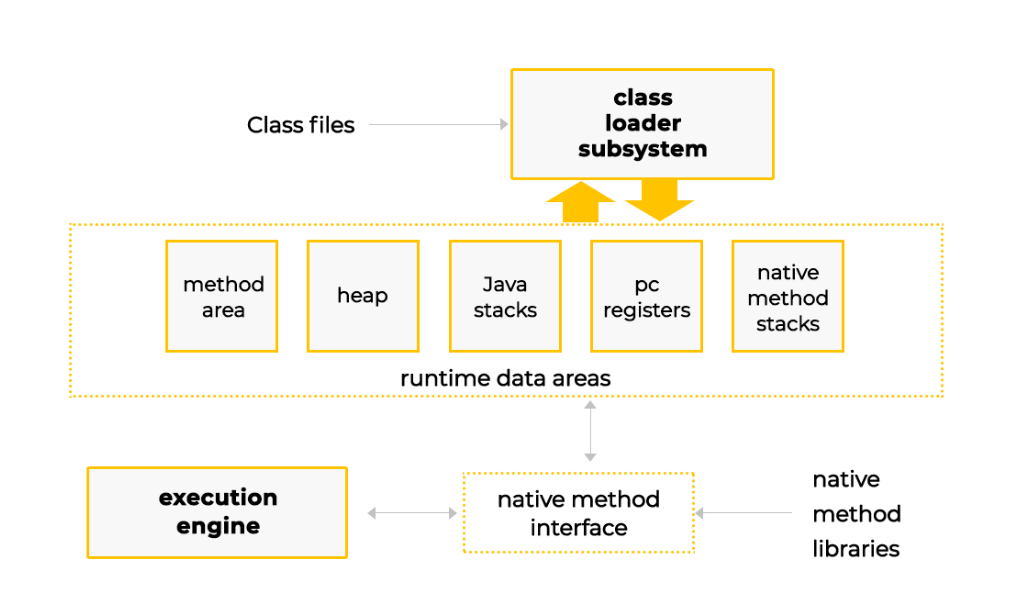 Class files
class
loader
subsystem
method
area
heap
Java
stacks
pc
registers
native
method
stacks
runtime data areas
execution
engine
native method
interface
native
method
libraries